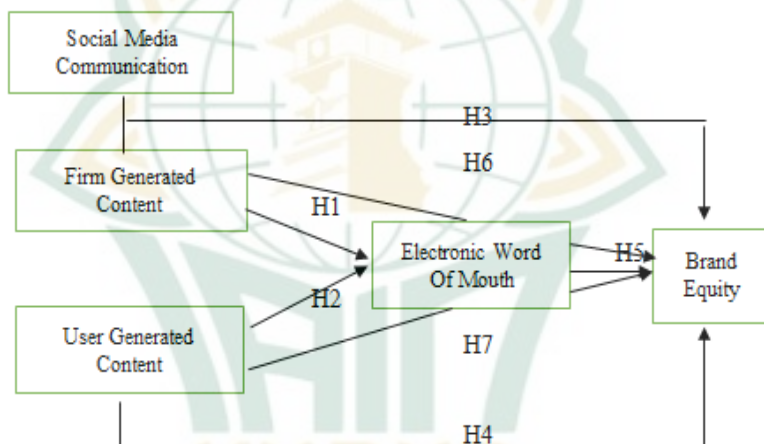 Social Media
Communication
H3
H6
Firm Generated
Content
H1
Electronic Word
Of Mouth
H5
Brand
Equity
H2
User Generated
Content
H7
H4